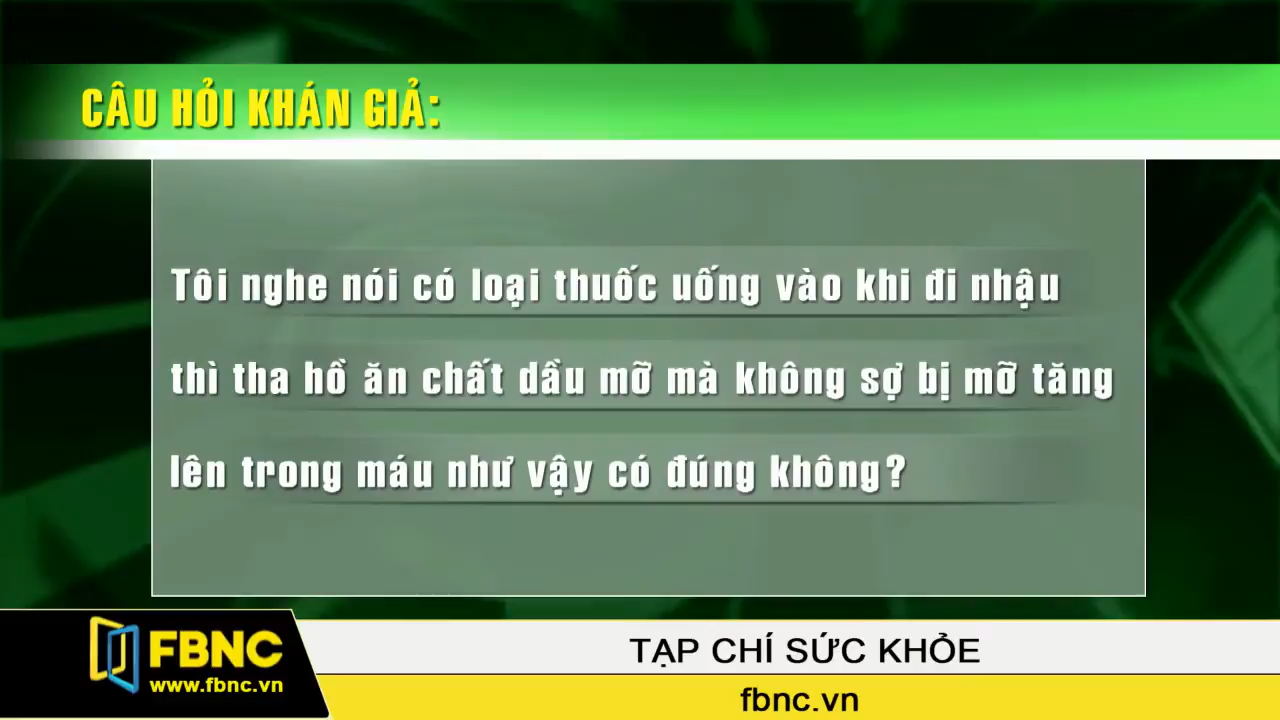 CÂU HỎI KHÁN GIẢ:
Tôi nghe nói có loại thuốc uống vào khi đi nhậu
thì tha hồ ăn chất dầu mỡ mà không sợ bị mỡ tăng
lên trong máu như vậy có đúng không?
FBNC
www.fbnc.vn
TẠP CHÍ SỨC KHỎE
fbnc.vn